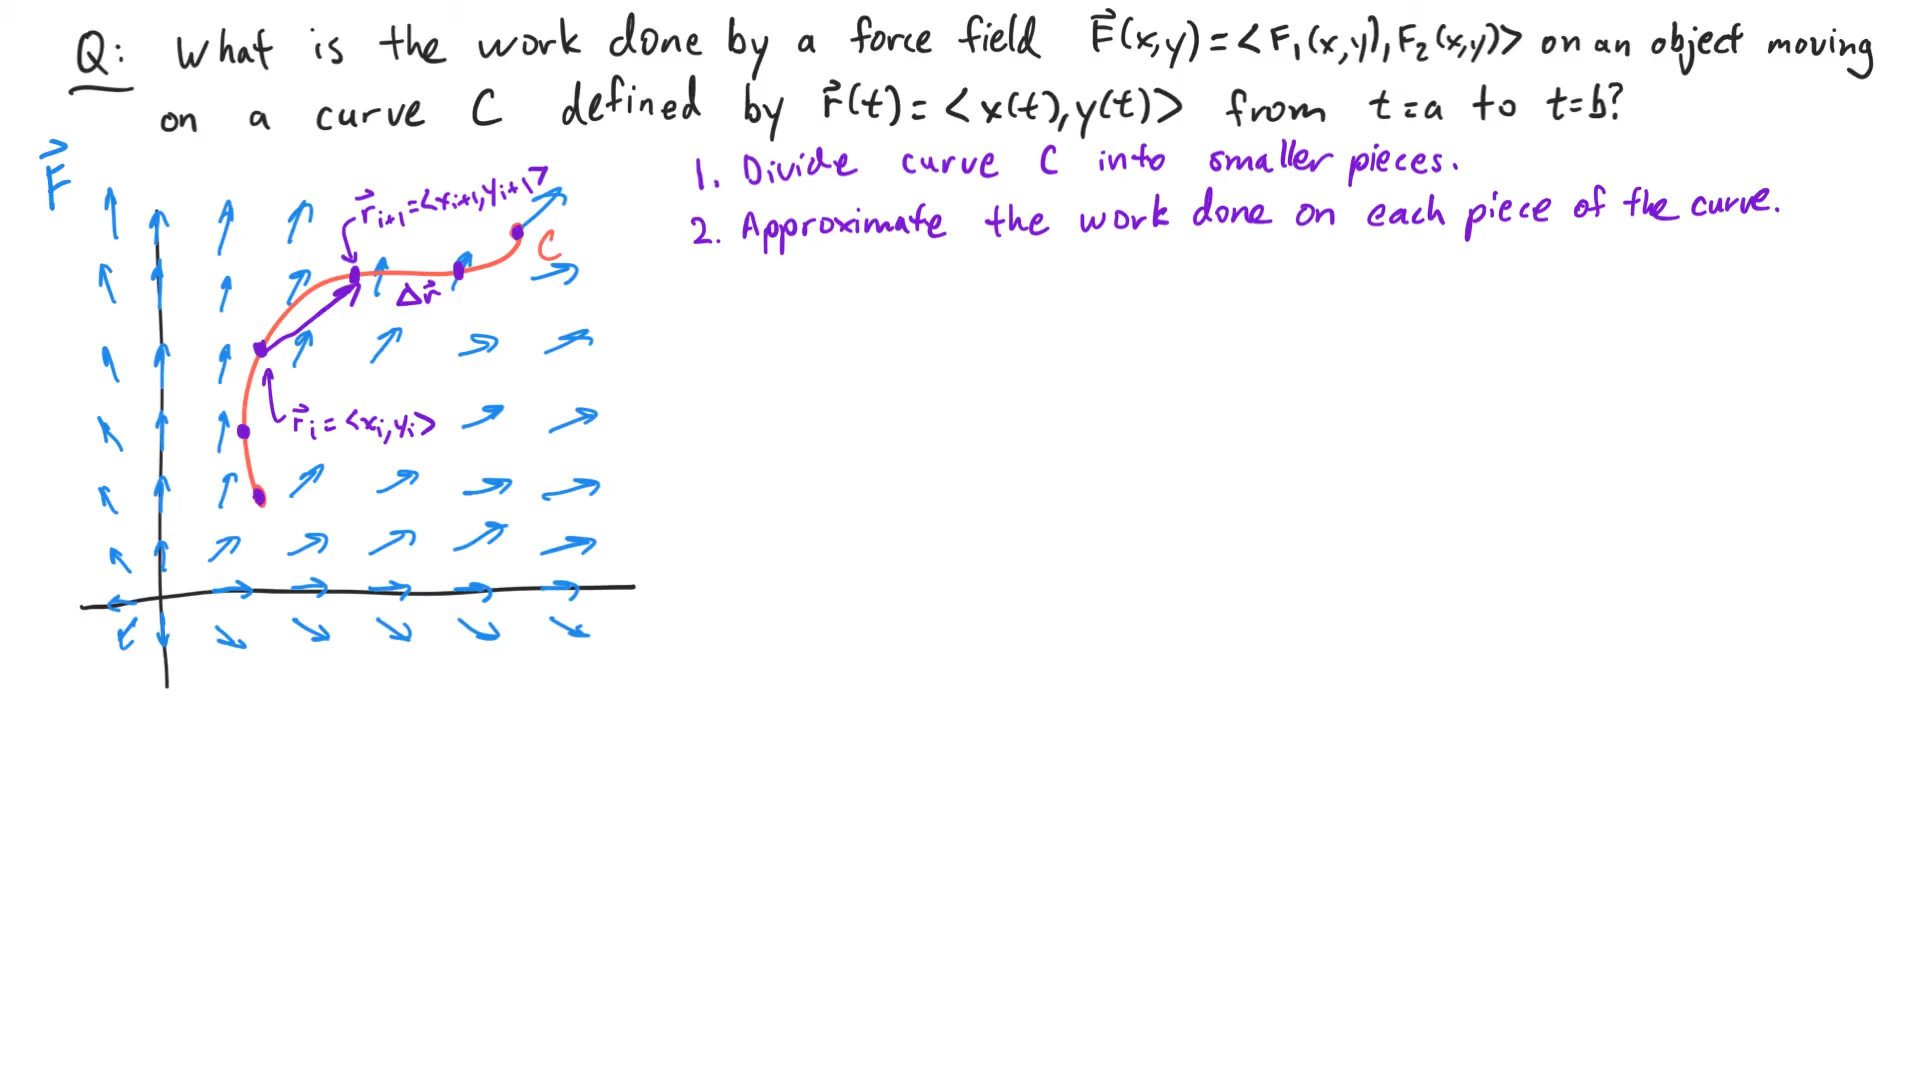 Q: What is the work done by a force field F⃗(x,y) = <F₁(x,y), F₂(x,y)> on an object moving
on a curve C defined by r⃗(t) = <x(t), y(t)> from t=a to t=b?
1. Divide curve C into smaller pieces.
2. Approximate the work done on each piece of the curve.
F⃗
r⃗ᵢ₊₁ = <xᵢ₊₁, yᵢ₊₁>
C
Δr⃗
r⃗ᵢ = <xᵢ, yᵢ>